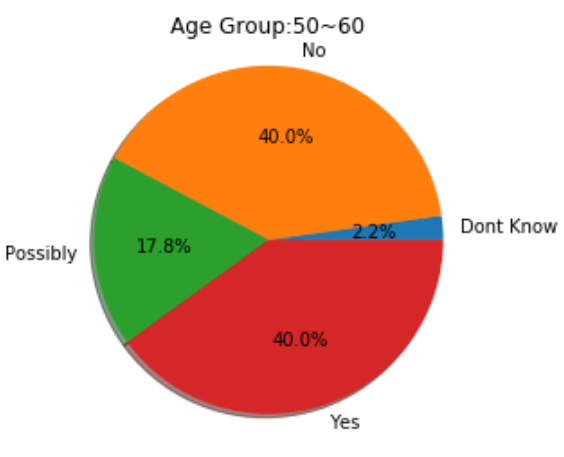 Age Group:50~60
No
40.0%
2.2%
Dont Know
Possibly
17.8%
40.0%
Yes